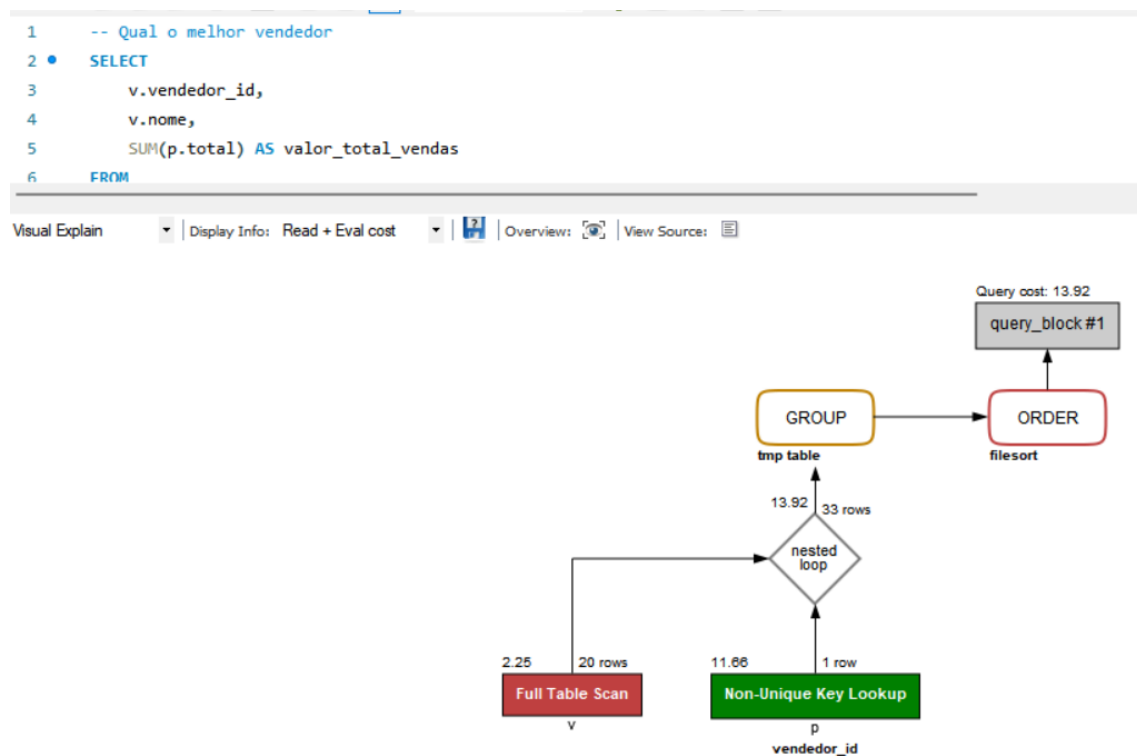 1 -- Qual o melhor vendedor
2 SELECT
3 v.vendedor_id,
4 v.nome,
5 SUM(p.total) AS valor_total_vendas
6 FROM
Visual Explain Display Info: Read + Eval cost Overview: View Source:
Query cost: 13.92
query_block #1
GROUP ORDER
tmp table filesort
13.92 33 rows
nested
loop
2.25 20 rows 11.66 1 row
Full Table Scan Non-Unique Key Lookup
v p
vendedor_id